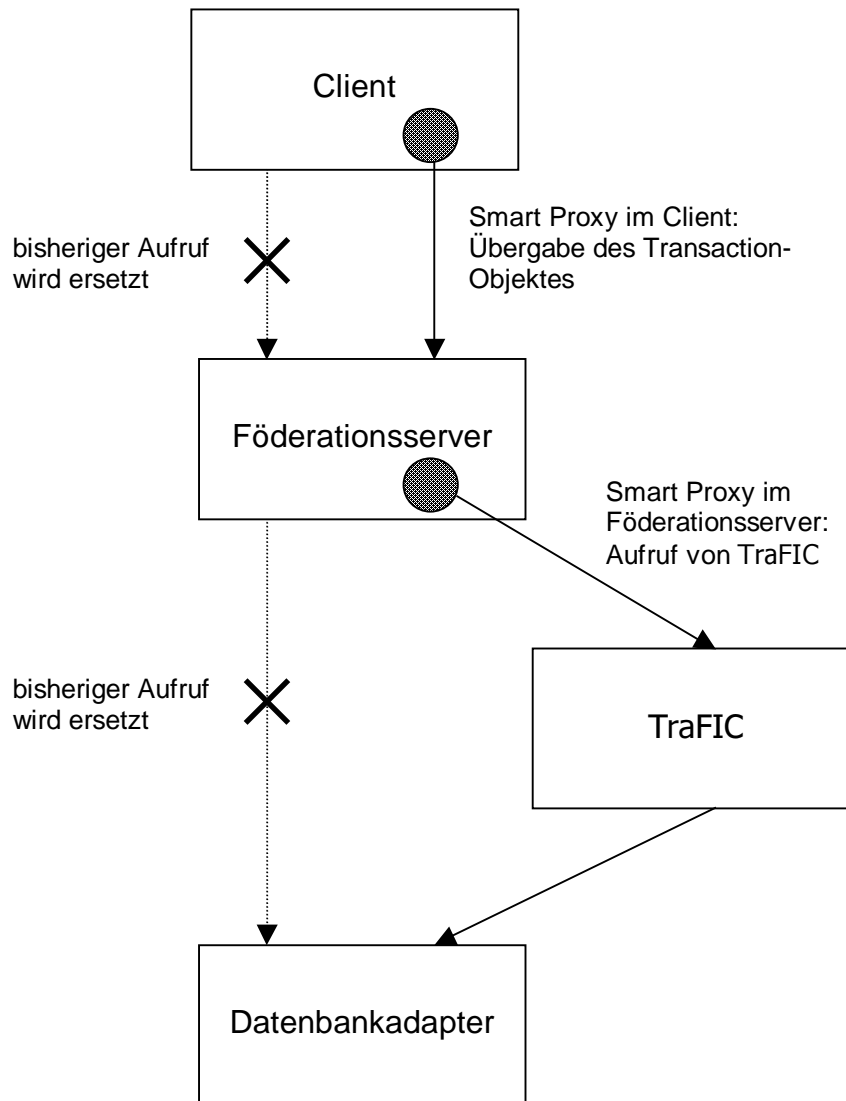 Client
bisheriger Aufruf
wird ersetzt
Smart Proxy im Client:
Übergabe des Transaction-
Objektes
Föderationsserver
Smart Proxy im
Föderationsserver:
Aufruf von TraFIC
bisheriger Aufruf
wird ersetzt
TraFIC
Datenbankadapter